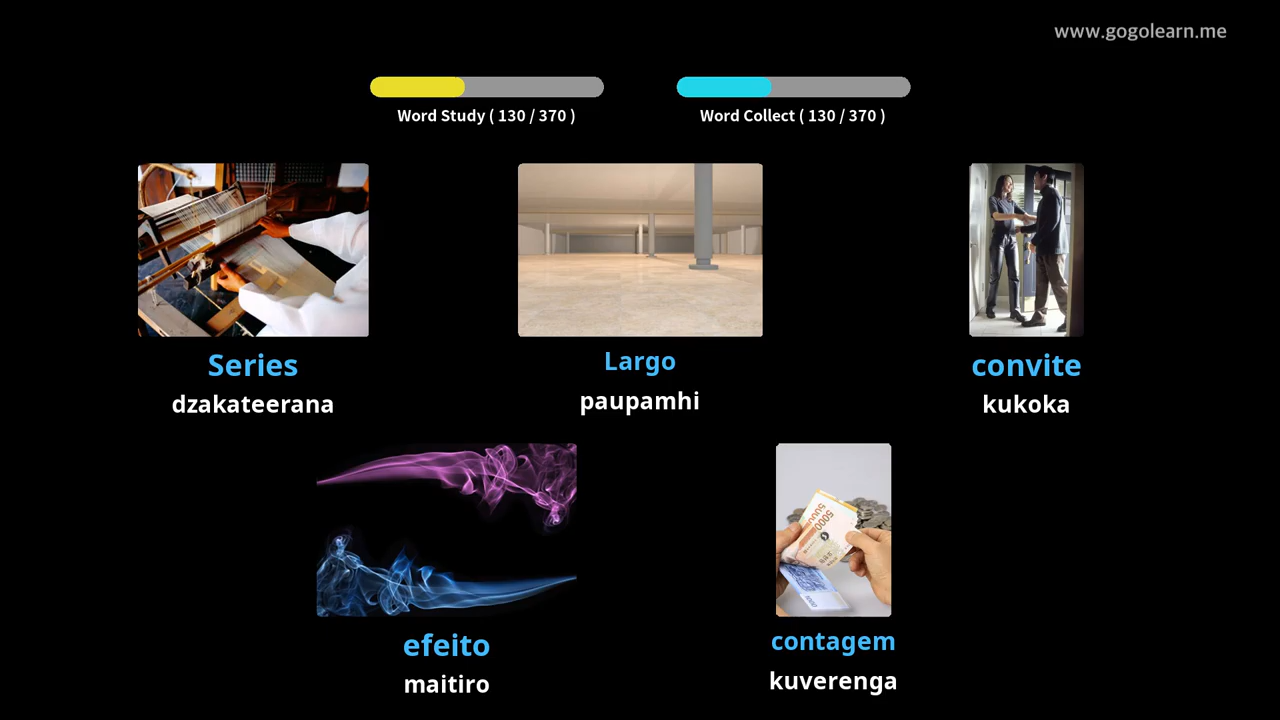 www.gogolearn.me
Word Study ( 130 / 370 )
Word Collect ( 130 / 370 )
Series
dzakateerana
Largo
paupamhi
convite
kukoka
5000
efeito
maitiro
contagem
kuverenga